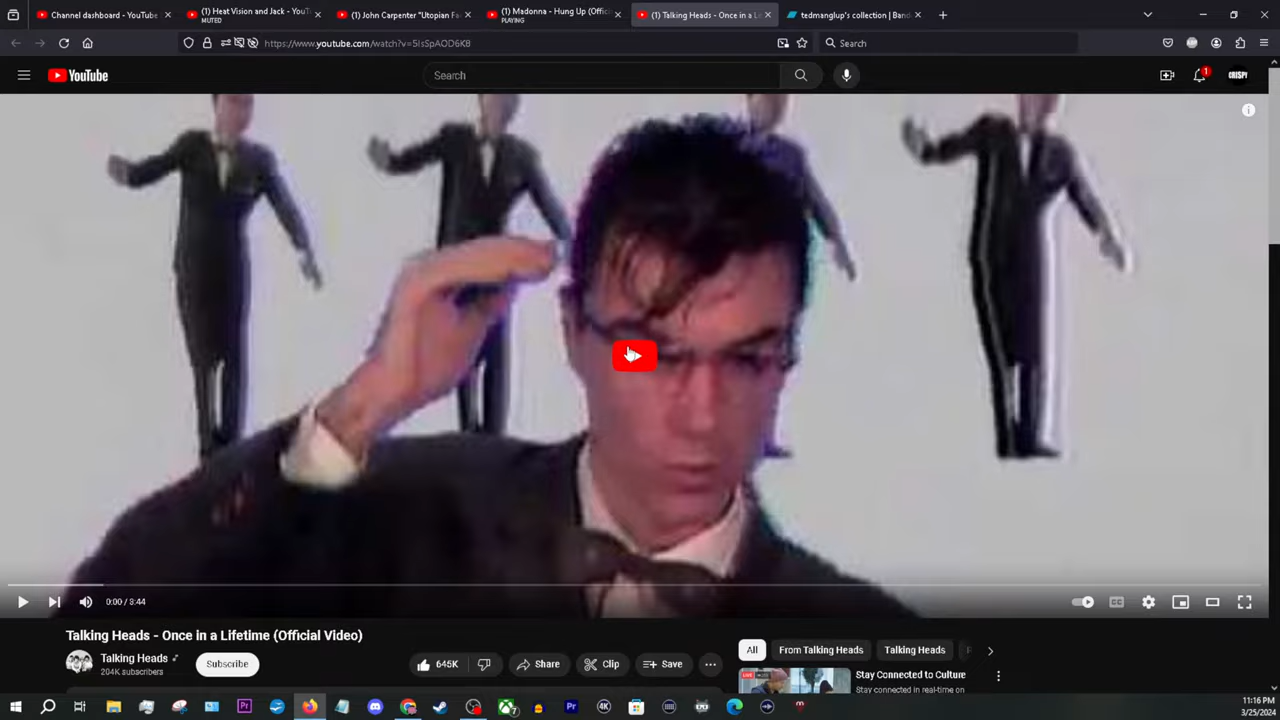 Channel dashboard - YouTube
(1) Heat Vision and Jack - YouT
MUTED
(1) John Carpenter "Utopian Fa
(1) Madonna - Hung Up (Offic
PLAYING
(1) Talking Heads - Once in a Li
tedmanglup's collection | Band
https://www.youtube.com/watch?v=5IsSpAOD6K8
Search
YouTube
Search
1
CRISPY
0:00 / 3:44
CC
Talking Heads - Once in a Lifetime (Official Video)
Talking Heads
204K subscribers
Subscribe
645K
Share
Clip
Save
All
From Talking Heads
Talking Heads
LIVE
Stay Connected to Culture
Stay connected in real-time on
11:16 PM
3/25/2024